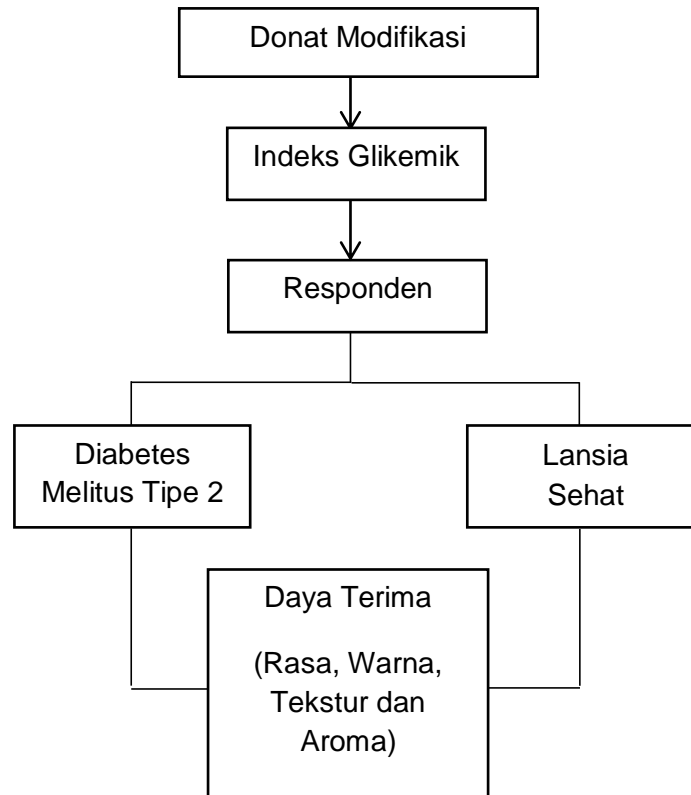 Donat Modifikasi
Indeks Glikemik
Responden
Diabetes
Melitus Tipe 2
Lansia
Sehat
Daya Terima
(Rasa, Warna,
Tekstur dan
Aroma)